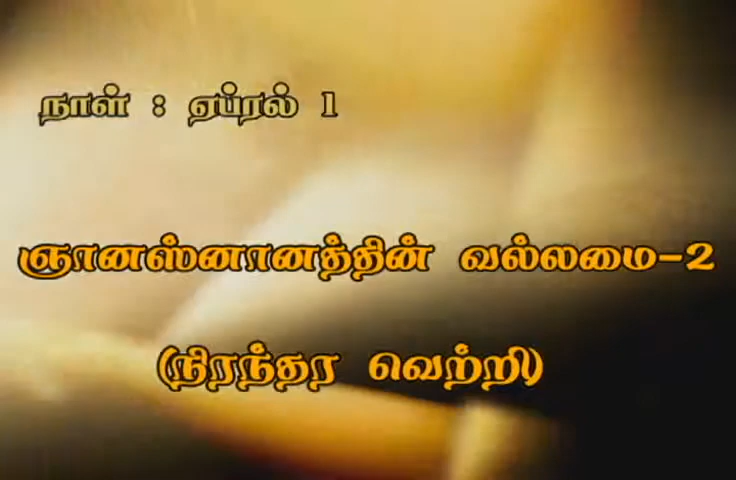 நாள் : ஏப்ரல் 1
ஞானஸ்னானத்தின் வல்லமை-2
(நிரந்தர வெற்றி)